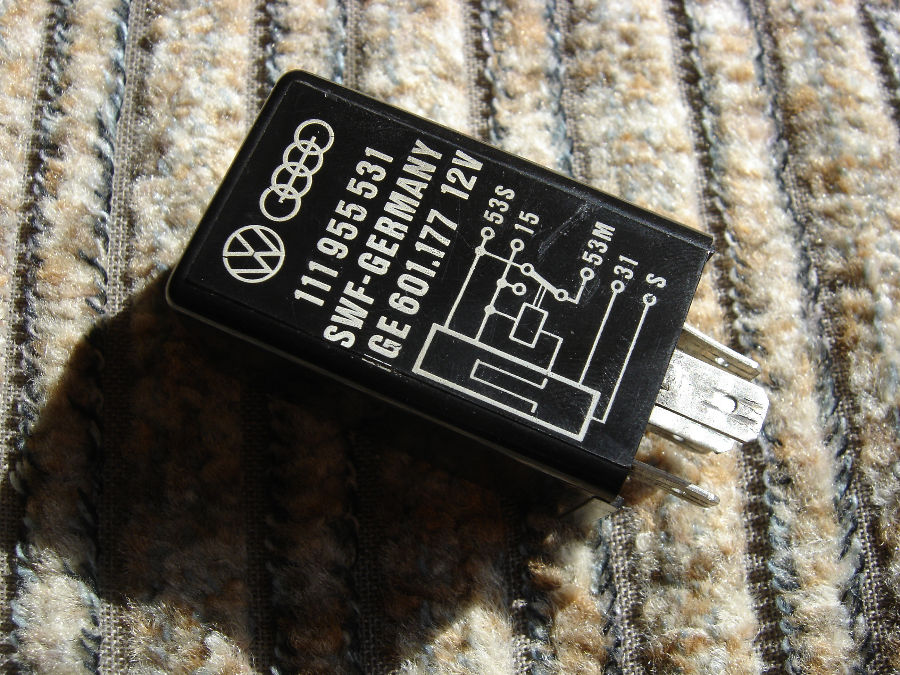 111 955 531
SWF-GERMANY
GE 601.177 12V
53S
15
53M
31
S